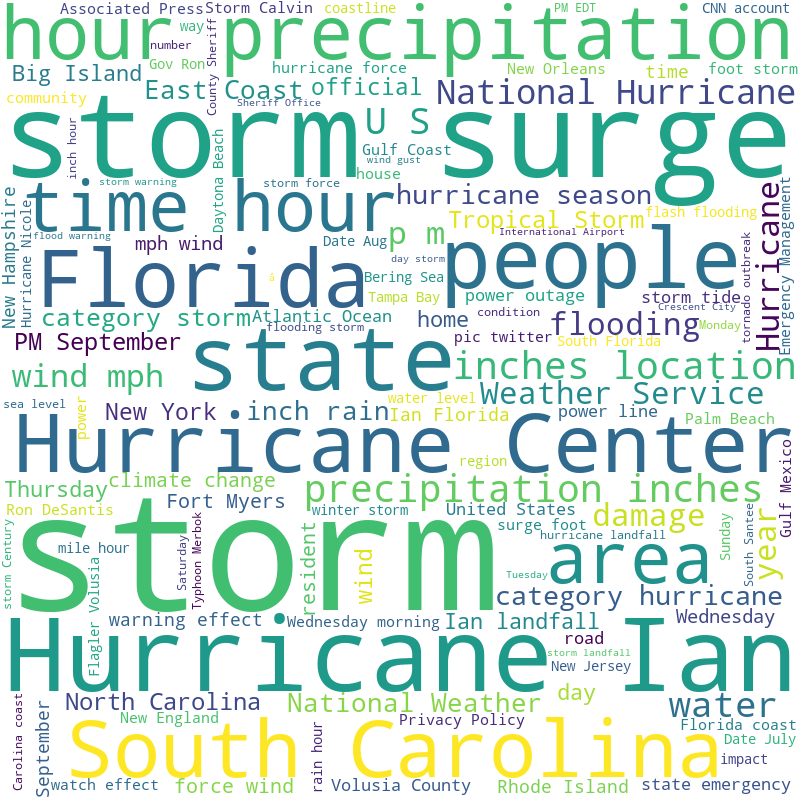 Associated Press Storm Calvin coastline PM EDT CNN account
hour precipitation
way
number
Gov Ron
County Sheriff
hurricane force
New Orleans
time
foot storm
Big Island
East Coast official
National Hurricane
community
Sheriff Office
storm surge
U S
inch hour
Daytona Beach
Gulf Coast
wind gust
house
storm warning
storm force
time hour
hurricane season
people
New Hampshire
Hurricane Nicole
Tropical Storm
flash flooding
International Airport
Hurricane
Emergency Management
flood warning
mph wind
Date Aug
p m
Florida
day storm
â
Bering Sea
Tampa Bay
power outage
storm tide
Crescent City
tornado outbreak
category storm
Atlantic Ocean
flooding storm
home
condition
flooding
Monday
PM September
state
pic twitter
South Florida
wind mph
inches location
sea level
power
New York
inch rain
water level
Ian Florida
Weather Service
power line
Palm Beach
Hurricane Center
region
Gulf Mexico
Thursday
climate change
precipitation inches
Ron DeSantis
Fort Myers
winter storm
United States
surge foot
damage
year
storm Century
mile hour
storm
Saturday
Typhoon Merbok
resident
wind
hurricane landfall
area
Sunday
South Santee
Tuesday
Flagler Volusia
category hurricane
warning effect
Wednesday morning
Ian landfall
road
Wednesday
Hurricane Ian
storm landfall
New Jersey
Carolina coast
September
North Carolina
National Weather
day
water
New England
Privacy Policy
Florida coast
South Carolina
Date July
rain hour
impact
watch effect
force wind
Volusia County
Rhode Island
state emergency